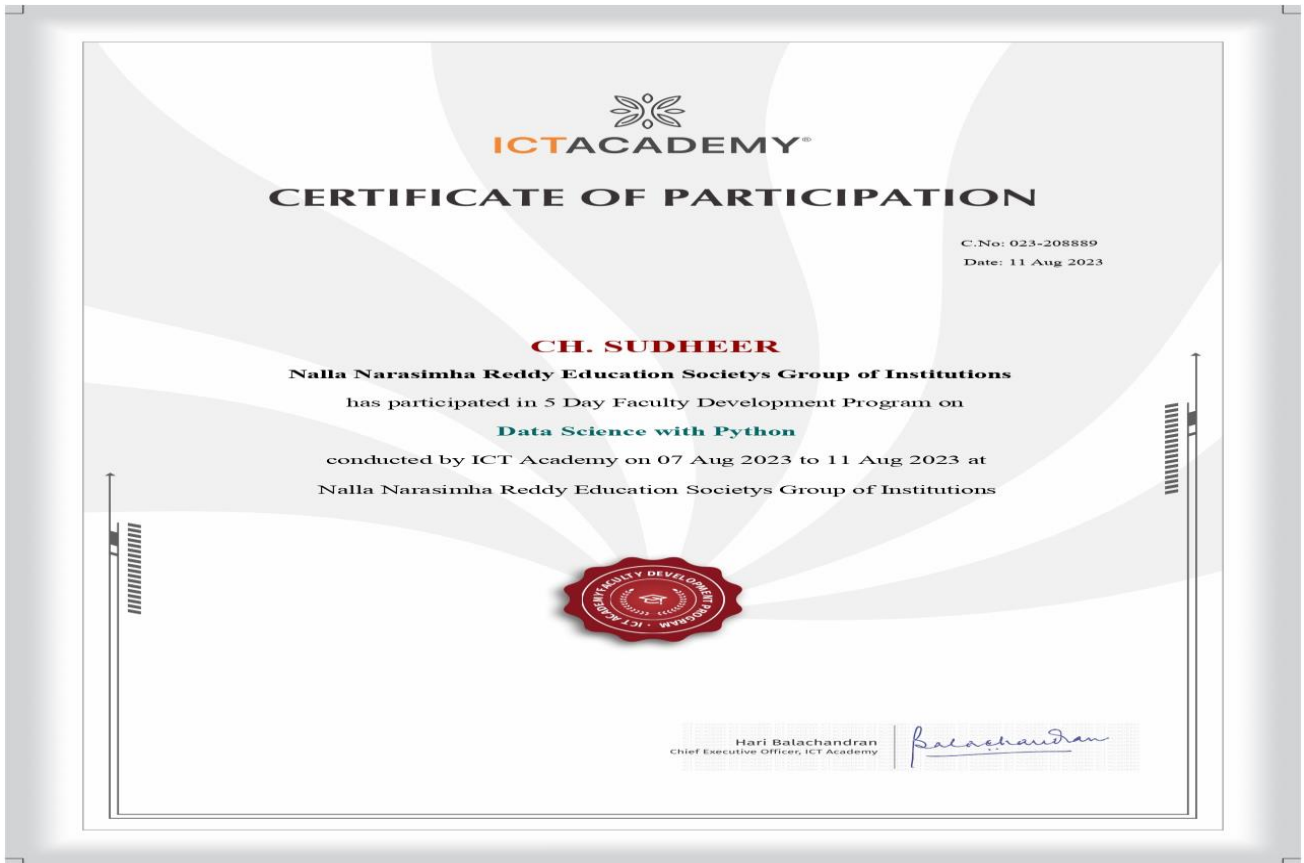 ICTACADEMY®
CERTIFICATE OF PARTICIPATION
C.No: 023-208889
Date: 11 Aug 2023
CH. SUDHEER
Nalla Narasimha Reddy Education Societys Group of Institutions
has participated in 5 Day Faculty Development Program on
Data Science with Python
conducted by ICT Academy on 07 Aug 2023 to 11 Aug 2023 at
Nalla Narasimha Reddy Education Societys Group of Institutions
ICT ACADEMY FACULTY DEVELOPMENT PROGRAM ·
Hari Balachandran
Chief Executive Officer, ICT Academy
Balachandran